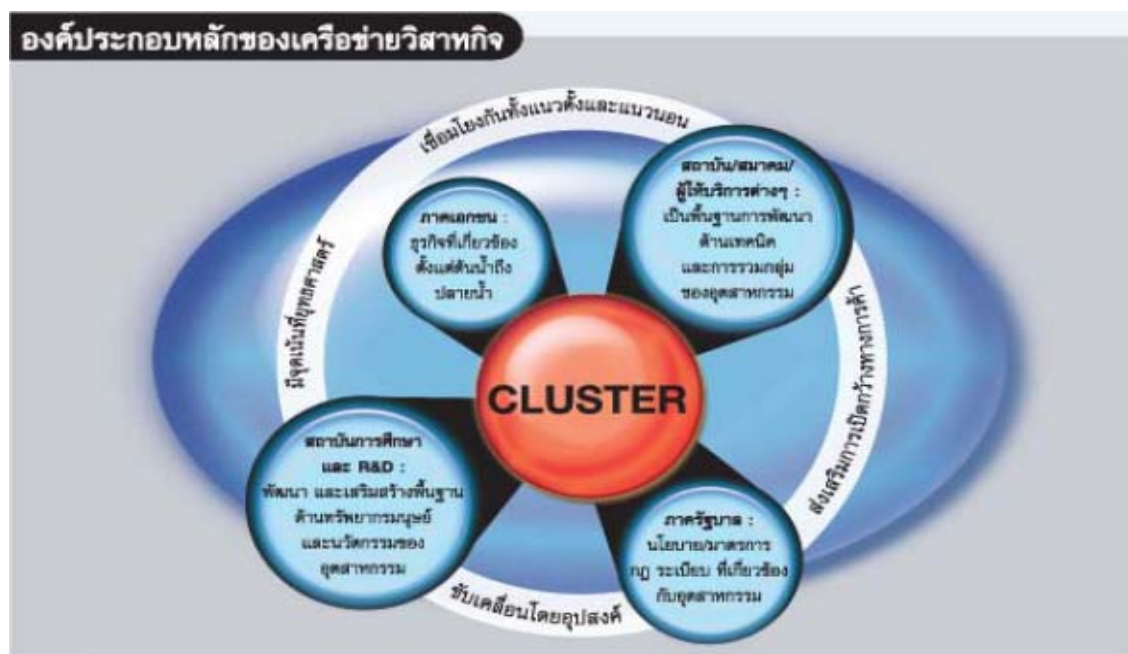 องค์ประกอบหลักของเครือข่ายวิสาหกิจ
เชื่อมโยงกันทั้งแนวตั้งและแนวนอน
สถาบัน/สมาคม/
ผู้ให้บริการต่างๆ :
เป็นพื้นฐานการพัฒนา
ด้านเทคนิค
และการรวมกลุ่ม
ของอุตสาหกรรม
ภาคเอกชน :
ธุรกิจที่เกี่ยวข้อง
ตั้งแต่ต้นน้ำถึง
ปลายน้ำ
มีจุดเน้นที่ยุทธศาสตร์
ส่งเสริมการเปิดกว้างทางการค้า
CLUSTER
สถาบันการศึกษา
และ R&D :
พัฒนา และเสริมสร้างพื้นฐาน
ด้านทรัพยากรมนุษย์
และนวัตกรรมของ
อุตสาหกรรม
ภาครัฐบาล :
นโยบาย/มาตรการ
กฎ ระเบียบ ที่เกี่ยวข้อง
กับอุตสาหกรรม
ขับเคลื่อนโดยอุปสงค์